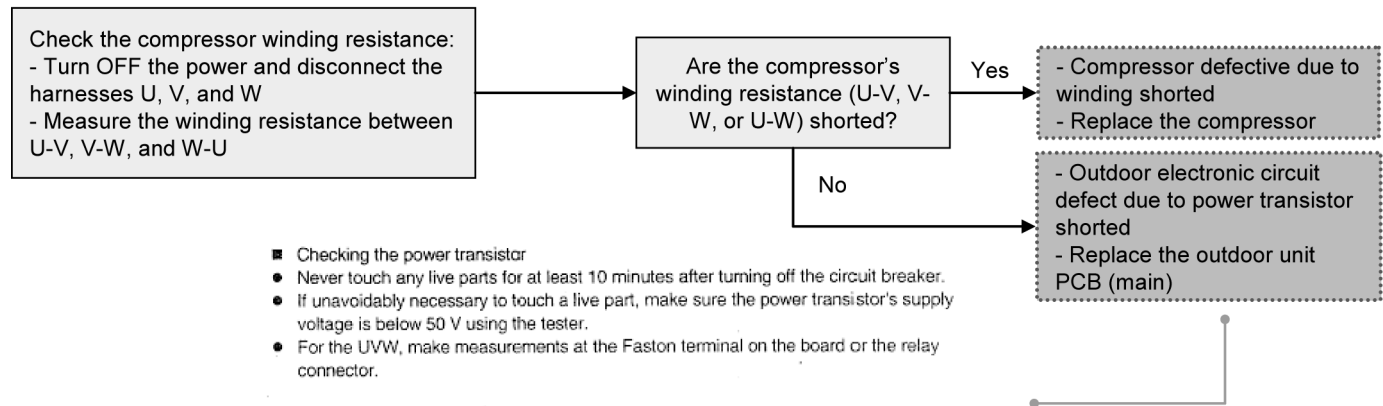 Check the compressor winding resistance:
- Turn OFF the power and disconnect the
harnesses U, V, and W
- Measure the winding resistance between
U-V, V-W, and W-U
Are the compressor's
winding resistance (U-V, V-
W, or U-W) shorted?
Yes
- Compressor defective due to
winding shorted
- Replace the compressor
No
- Outdoor electronic circuit
defect due to power transistor
shorted
- Replace the outdoor unit
PCB (main)
■ Checking the power transistor
● Never touch any live parts for at least 10 minutes after turning off the circuit breaker.
● If unavoidably necessary to touch a live part, make sure the power transistor's supply
voltage is below 50 V using the tester.
● For the UVW, make measurements at the Faston terminal on the board or the relay
connector.